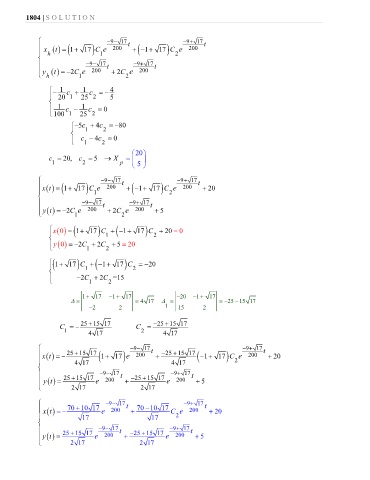 1804 | S O L U T I O N
x_h (t) = (1+ 17) C_1 e^(−9− 17 / 200 t) + (−1+ 17) C_2 e^(−9+ 17 / 200 t)
y_h (t) = −2C_1 e^(−9− 17 / 200 t) + 2C_2 e^(−9+ 17 / 200 t)
−1/20 c_1 + 1/25 c_2 = −4/5
1/100 c_1 − 1/25 c_2 = 0
−5c_1 + 4c_2 = −80
c_1 − 4c_2 = 0
c_1 = 20, c_2 = 5 → X_p = (20 5)
x(t) = (1+ 17) C_1 e^(−9− 17 / 200 t) + (−1+ 17) C_2 e^(−9+ 17 / 200 t) + 20
y(t) = −2C_1 e^(−9− 17 / 200 t) + 2C_2 e^(−9+ 17 / 200 t) + 5
x(0) = (1+ 17) C_1 + (−1+ 17) C_2 + 20 = 0
y(0) = −2C_1 + 2C_2 + 5 = 20
(1+ 17) C_1 + (−1+ 17) C_2 = −20
−2C_1 + 2C_2 = 15
Δ = |1+ 17 −1+ 17 −2 2| = 4 17 Δ_1 = |−20 −1+ 17 15 2| = −25−15 17
C_1 = −25+15 17 / 4 17 C_2 = −25+15 17 / 4 17
x(t) = −25+15 17 / 4 17 (1+ 17) e^(−9− 17 / 200 t) + −25+15 17 / 4 17 (−1+ 17) C_2 e^(−9+ 17 / 200 t) + 20
y(t) = 25+15 17 / 2 17 e^(−9− 17 / 200 t) + −25+15 17 / 2 17 e^(−9+ 17 / 200 t) + 5
x(t) = −70+10 17 / 17 e^(−9− 17 / 200 t) + 70−10 17 / 17 C_2 e^(−9+ 17 / 200 t) + 20
y(t) = 25+15 17 / 2 17 e^(−9− 17 / 200 t) + −25+15 17 / 2 17 e^(−9+ 17 / 200 t) + 5